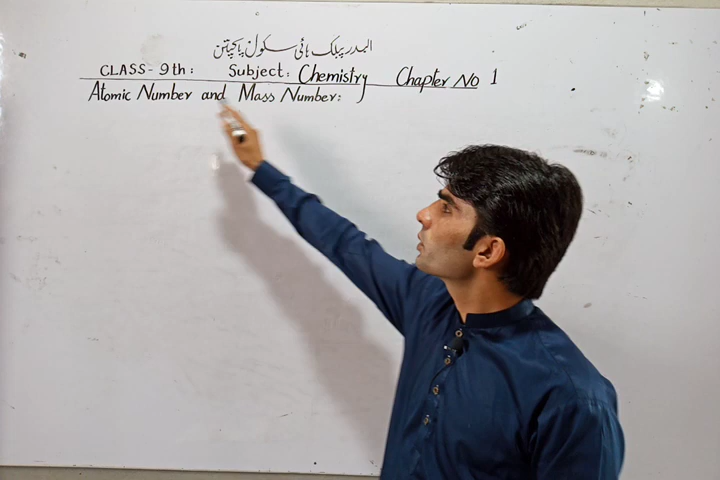 البدر پبلک ہائی سکول پاکپتن
CLASS - 9th : Subject : Chemistry Chapter No 1
Atomic Number and Mass Number: